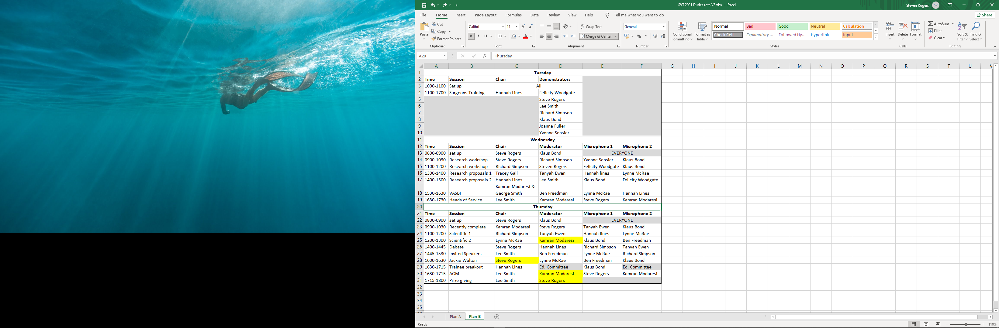 SVT 2021 Duties rota V3.xlsx - Excel
Steven Rogers SR
File Home Insert Page Layout Formulas Data Review View Help Tell me what you want to do Share
Paste Cut Copy Format Painter Clipboard
Calibri 11 B I U A Font
Wrap Text Merge & Center Alignment
General % Number
Conditional Formatting Format as Table
Normal Bad Good Neutral Calculation
Check Cell Explanatory ... Followed Hy... Hyperlink Input
Styles
Insert Delete Format Cells
AutoSum Fill Clear Sort & Filter Find & Select Editing
A20 fx Thursday
A B C D E F G H I J K L M N O P Q R S T U V
1 Tuesday
2 Time Session Chair Demonstrators
3 1000-1100 Set up All
4 1100-1700 Surgeons Training Hannah Lines Felicity Woodgate
5 Steve Rogers
6 Lee Smith
7 Richard Simpson
8 Klaus Bond
9 Joanna Fuller
10 Yvonne Sensier
11 Wednesday
12 Time Session Chair Moderator Microphone 1 Microphone 2
13 0800-0900 set up Steve Rogers Klaus Bond EVERYONE
14 0900-1030 Research workshop Steve Rogers Richard Simpson Yvonne Sensier Klaus Bond
15 1100-1200 Research workshop Richard Simpson Steven Rogers Felicity Woodgate Klaus Bond
16 1300-1400 Research proposals 1 Tracey Gall Tanyah Ewen Hannah lines Lynne McRae
17 1400-1500 Research proposals 2 Hannah Lines Lee Smith Klaus Bond Felicity Woodgate
Kamran Modaresi &
18 1530-1630 VASBI George Smith Ben Freedman Lynne McRae Hannah Lines
19 1630-1730 Heads of Service Lee Smith Kamran Modaresi Steve Rogers Kamran Modaresi
20 Thursday
21 Time Session Chair Moderator Microphone 1 Microphone 2
22 0800-0900 set up Steve Rogers Klaus Bond EVERYONE
23 0900-1030 Recently complete Kamran Modaresi Steve Rogers Tanyah Ewen Klaus Bond
24 1100-1200 Scientific 1 Richard Simpson Tanyah Ewen Hannah lines Lynne McRae
25 1200-1300 Scientific 2 Lynne McRae Kamran Modaresi Klaus Bond Ben Freedman
26 1400-1445 Debate Steve Rogers Hannah Lines Richard Simpson Tanyah Ewen
27 1445-1530 Invited Speakers Lee Smith Ben Freedman Lynne McRae Richard Simpson
28 1600-1630 Jackie Walton Steve Rogers Lynne McRae Ben Freedman Klaus Bond
29 1630-1715 Trainee breakout Hannah Lines Ed. Committee Klaus Bond Ed. Committee
30 1630-1715 AGM Lee Smith Kamran Modaresi Steve Rogers Kamran Modaresi
31 1715-1800 Prize giving Lee Smith Steve Rogers
32
33
34
35
Plan A Plan B
Ready 110%